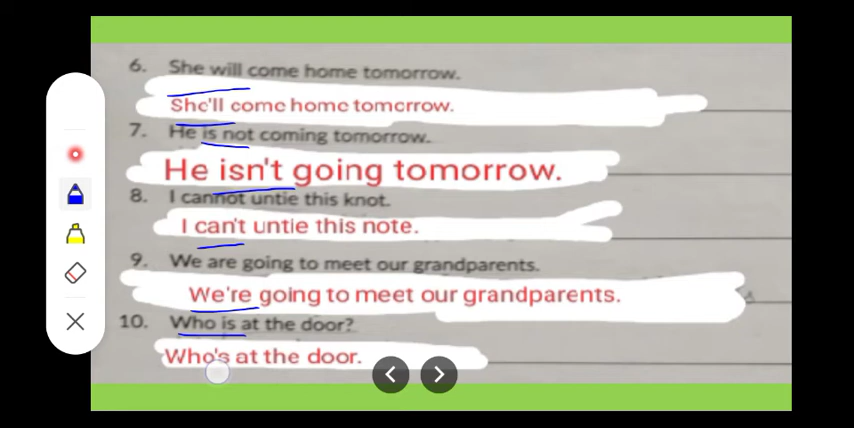 6. She will come home tomorrow.
She'll come home tomorrow.
7. He is not coming tomorrow.
He isn't going tomorrow.
8. I cannot untie this knot.
I can't untie this note.
9. We are going to meet our grandparents.
We're going to meet our grandparents.
10. Who is at the door?
Who's at the door.